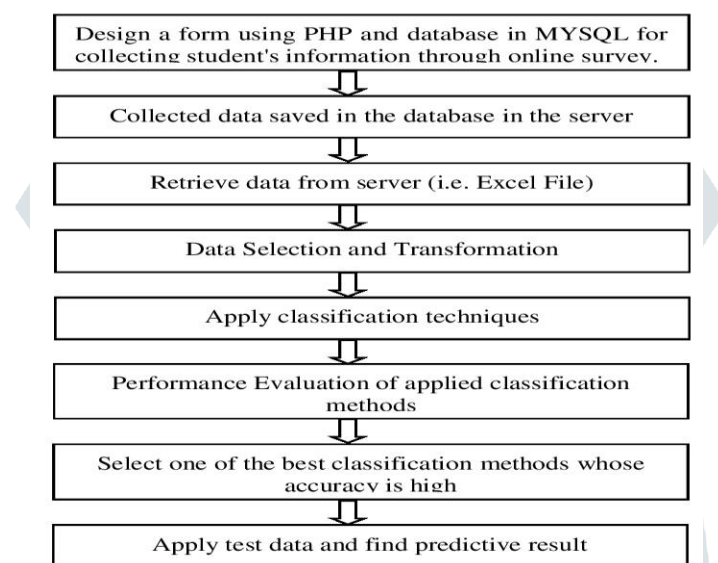 Design a form using PHP and database in MYSQL for
collecting student's information through online survey.
Collected data saved in the database in the server
Retrieve data from server (i.e. Excel File)
Data Selection and Transformation
Apply classification techniques
Performance Evaluation of applied classification
methods
Select one of the best classification methods whose
accuracy is high
Apply test data and find predictive result